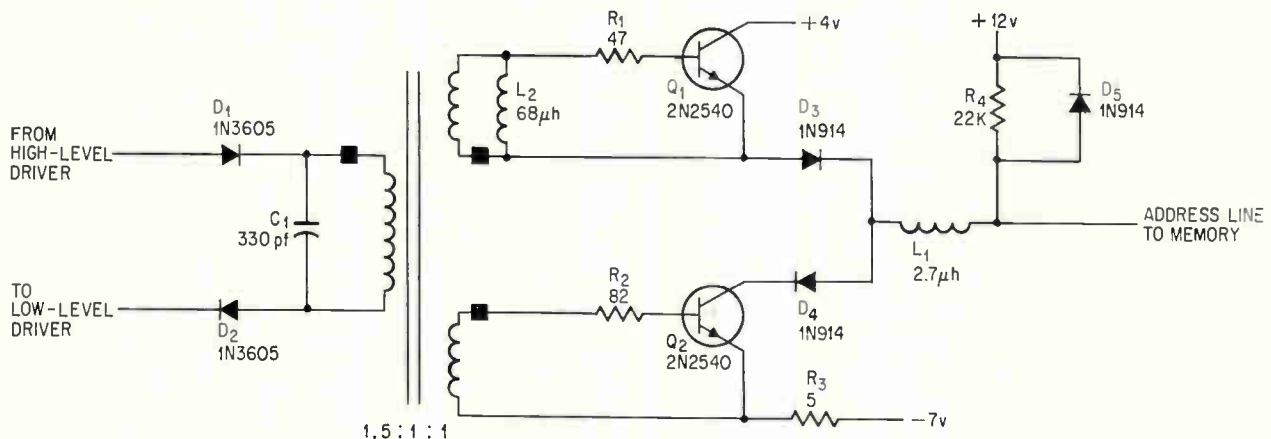 FROM
HIGH-LEVEL
DRIVER
D1
1N3605
C1
330 pf
TO
LOW-LEVEL
DRIVER
D2
1N3605
1.5:1:1
L2
68μh
R1
47
Q1
2N2540
+4v
D3
1N914
R2
82
Q2
2N2540
D4
1N914
R3
5
-7v
L1
2.7μh
+12v
R4
22K
D5
1N914
ADDRESS LINE
TO MEMORY